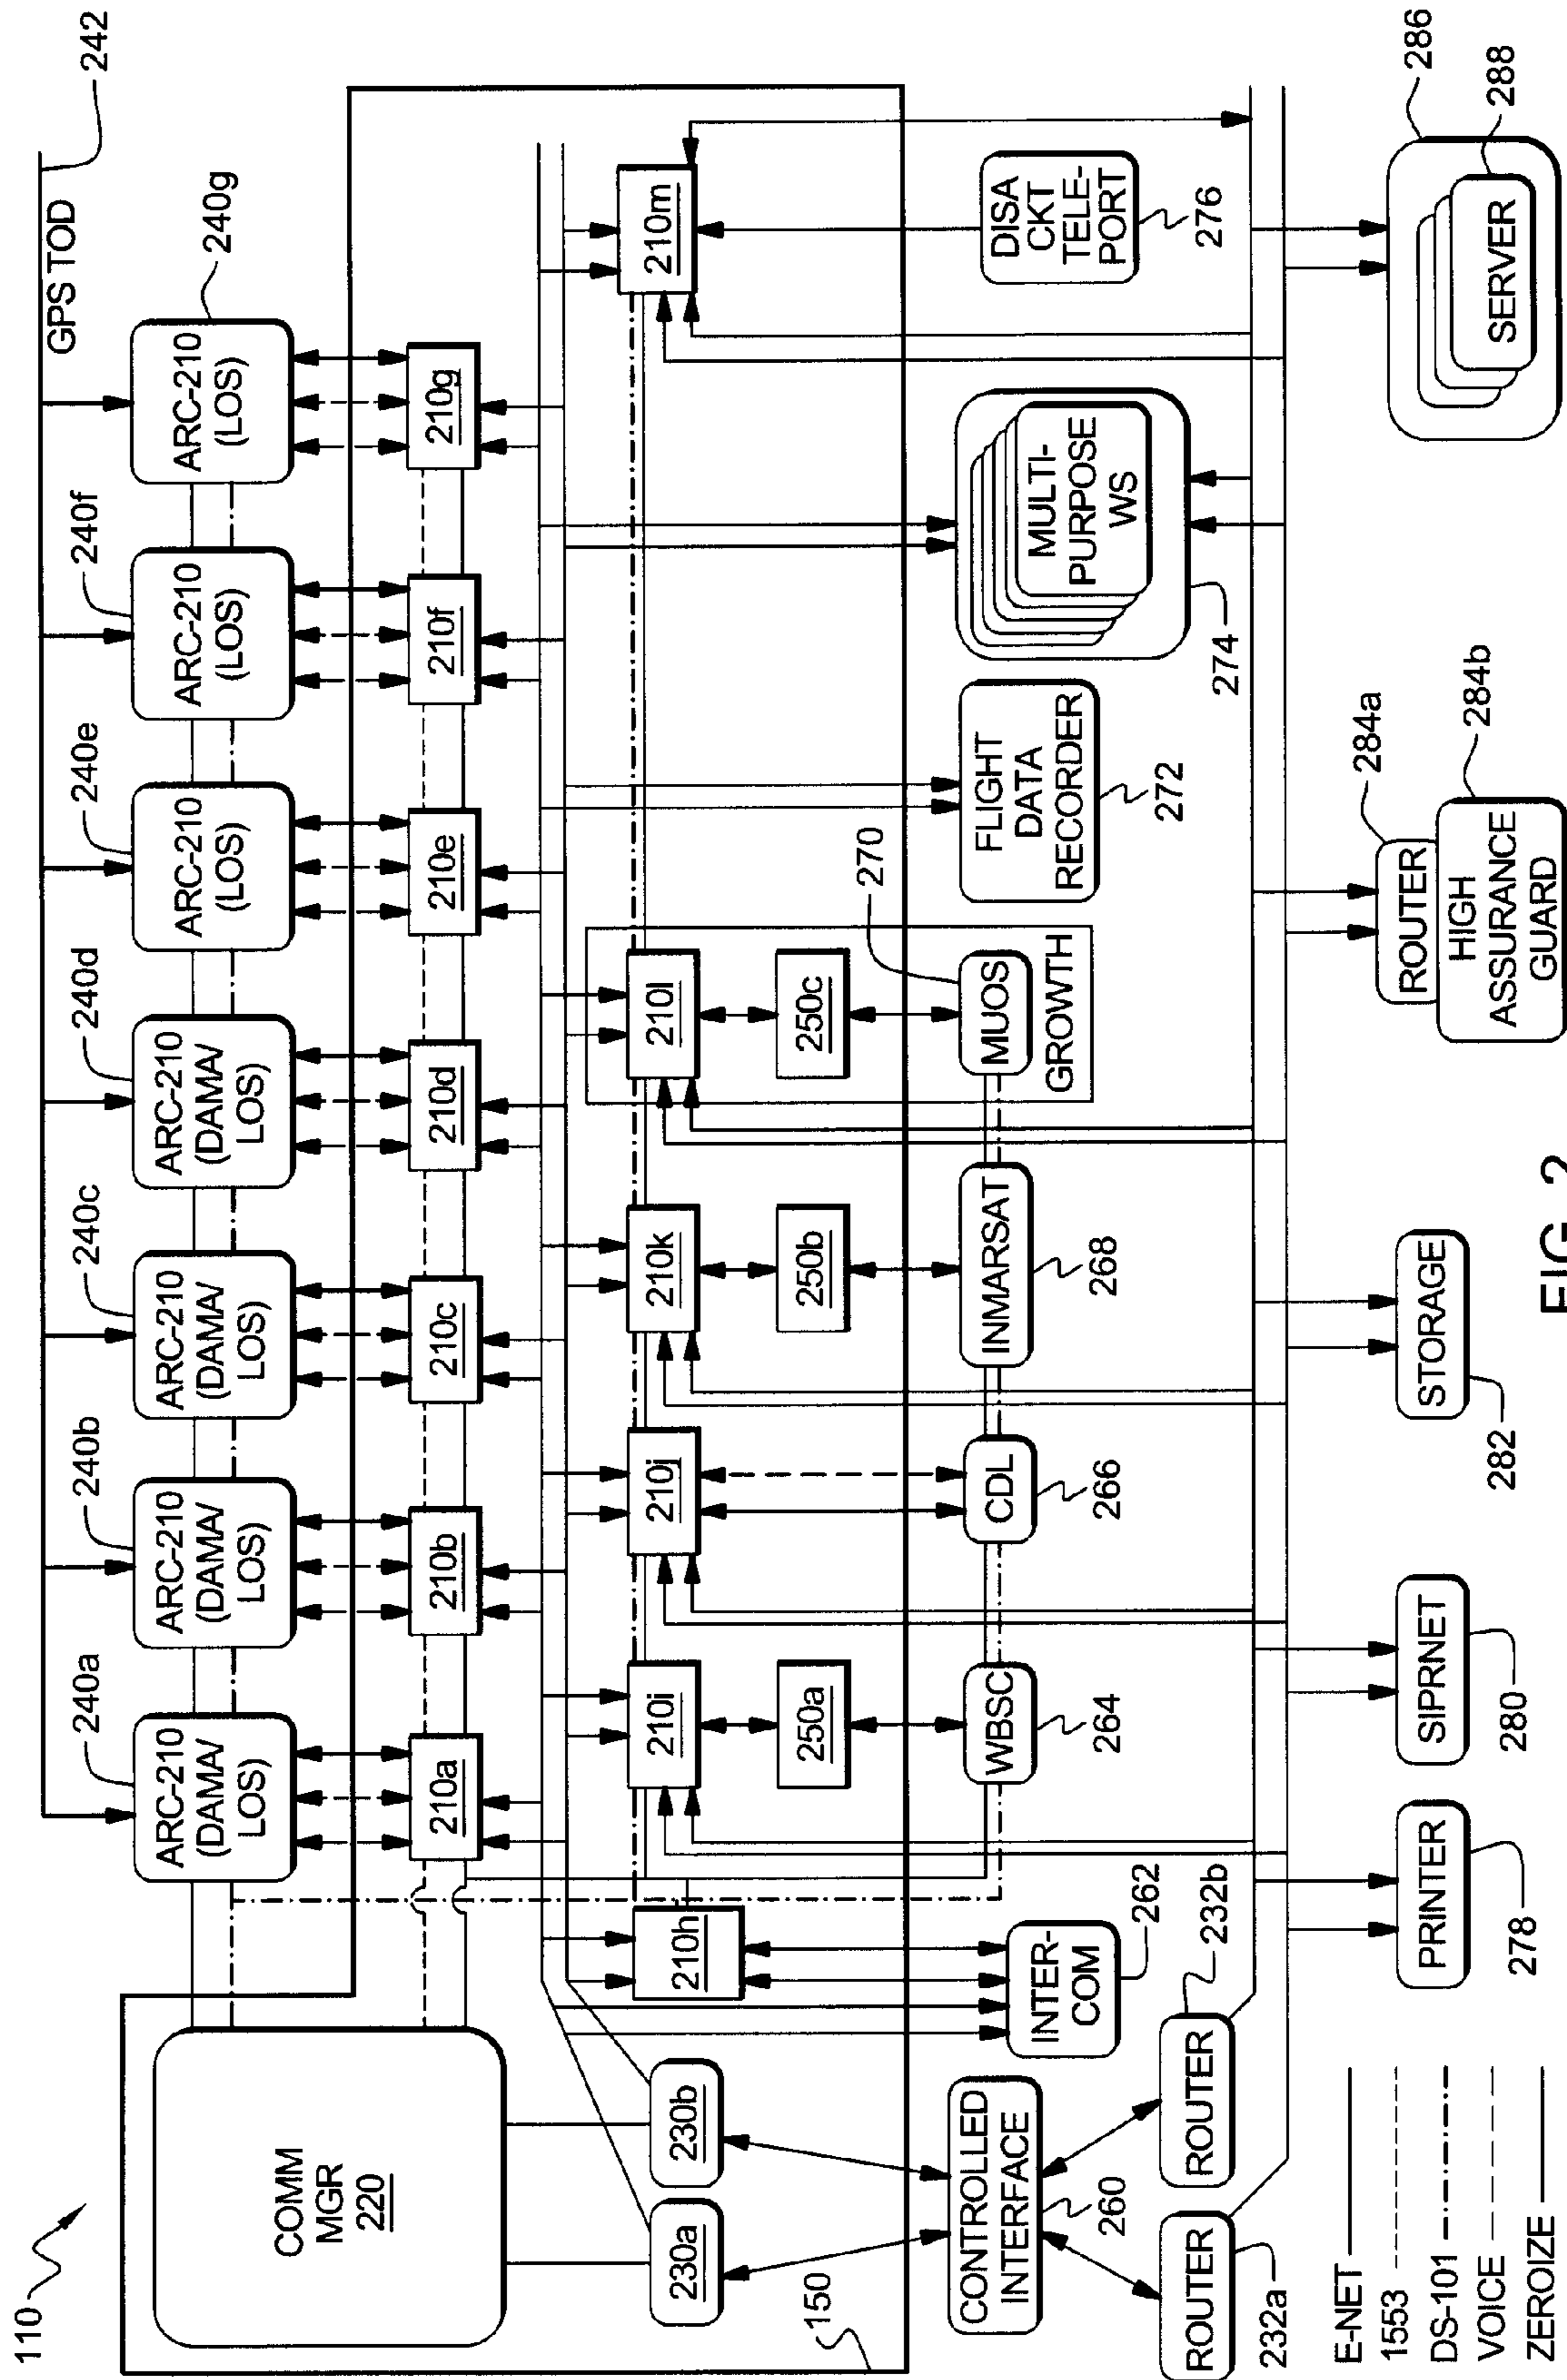 110
242
GPS TOD
240a
240b
240c
240d
240e
240f
240g
ARC-210
(DAMA/
LOS)
ARC-210
(DAMA/
LOS)
ARC-210
(DAMA/
LOS)
ARC-210
(DAMA/
LOS)
ARC-210
(LOS)
ARC-210
(LOS)
ARC-210
(LOS)
COMM
MGR
220
210a
210b
210c
210d
210e
210f
210g
230a
230b
210h
210i
210j
210k
210l
210m
250a
250b
250c
150
CONTROLLED
INTERFACE
260
INTER-
COM
262
WBSC
264
CDL
266
INMARSAT
268
MUOS
270
GROWTH
FLIGHT
DATA
RECORDER
272
MULTI-
PURPOSE
WS
274
DISA
CKT
TELE-
PORT
276
ROUTER
232a
ROUTER
232b
PRINTER
278
SIPRNET
280
STORAGE
282
ROUTER
284a
HIGH
ASSURANCE
GUARD
284b
SERVER
286
288
E-NET
1553
DS-101
VOICE
ZEROIZE
FIG. 2